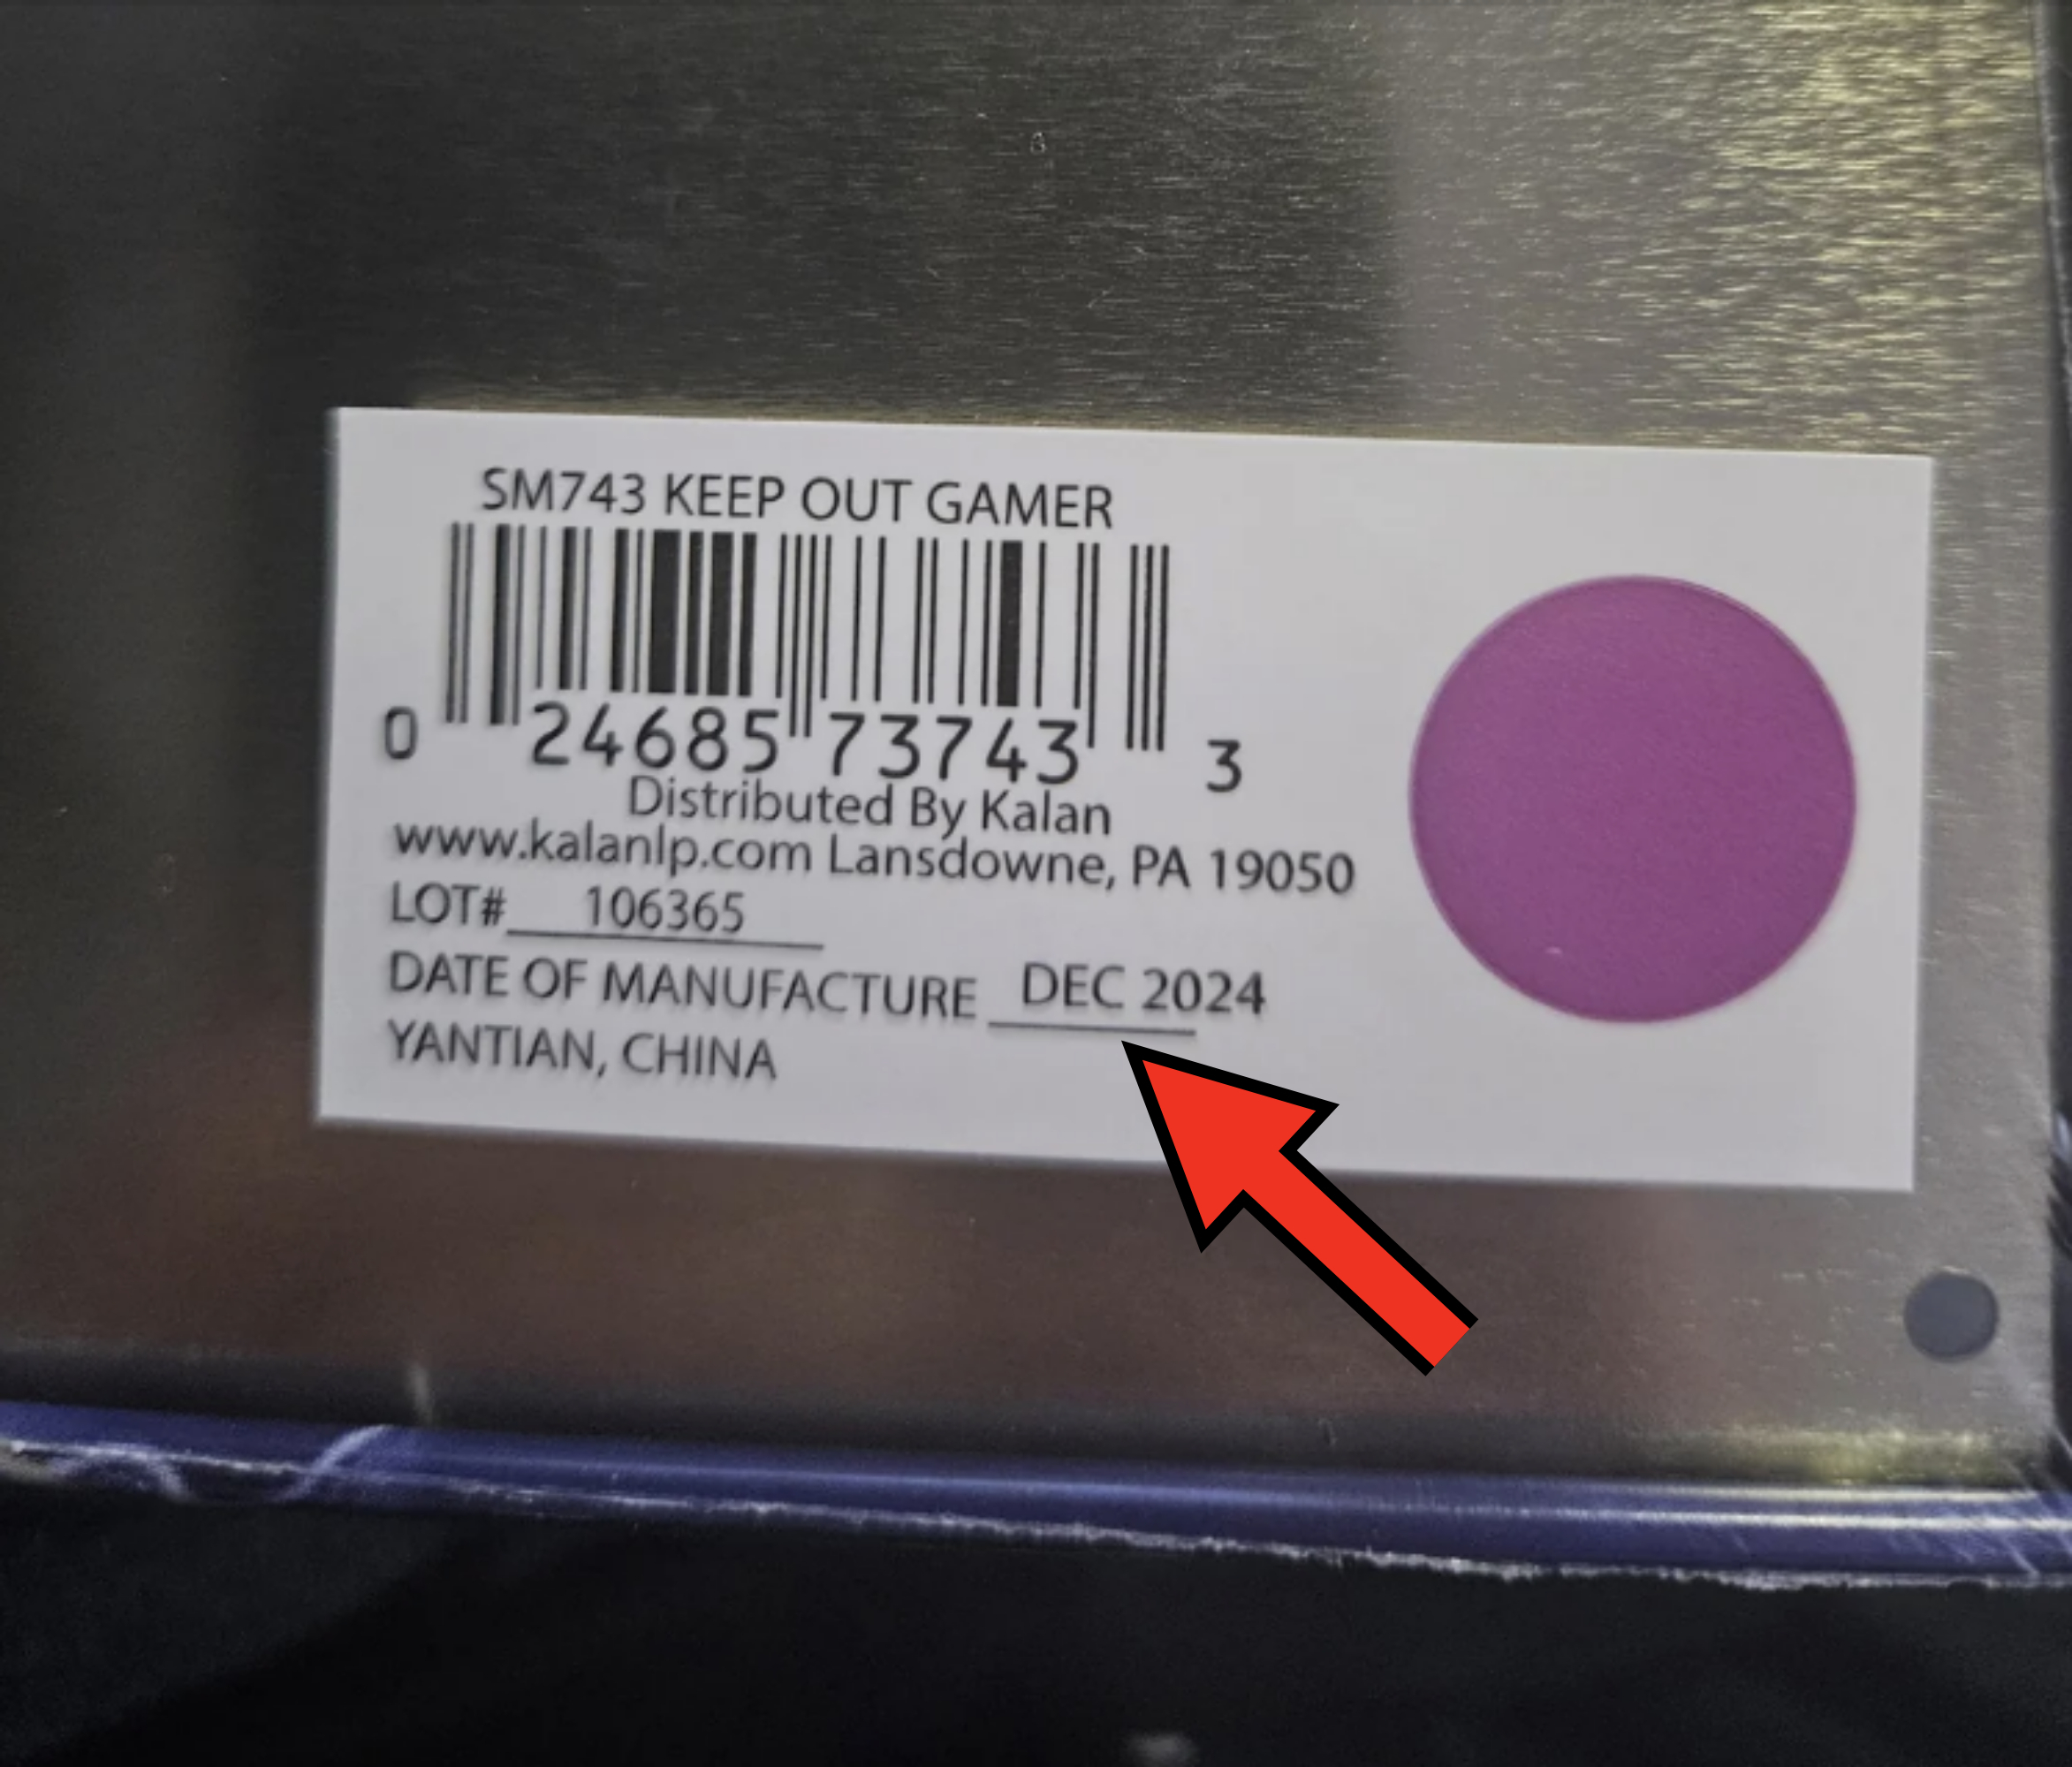 SM743 KEEP OUT GAMER
0 24685 73743 3
Distributed By Kalan
www.kalanlp.com Lansdowne, PA 19050
LOT# 106365
DATE OF MANUFACTURE DEC 2024
YANTIAN, CHINA